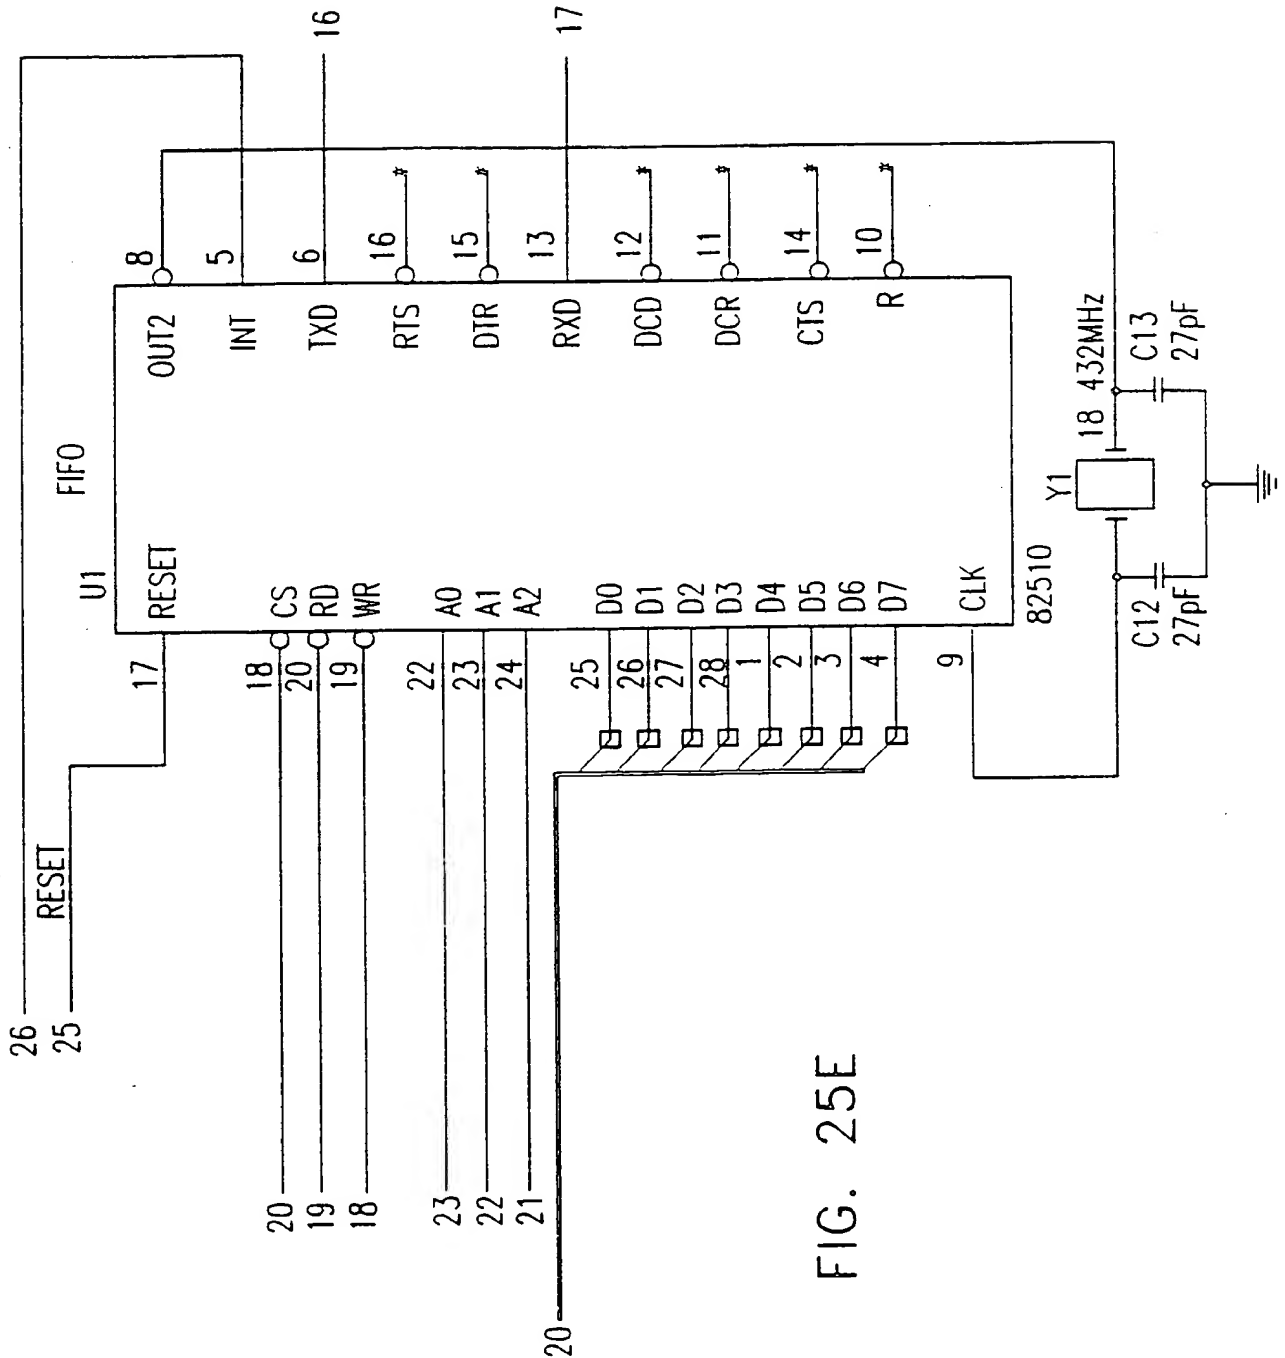 26
25
RESET
20
19
18
23
22
21
20
U1
FIFO
17
RESET
18
CS
20
RD
19
WR
22
A0
23
A1
24
A2
25
D0
26
D1
27
D2
28
D3
1
D4
2
D5
3
D6
4
D7
9
CLK
82510
OUT2
8
INT
5
TXD
6
16
RTS
16
DTR
15
RXD
13
17
DCD
12
DCR
11
CTS
14
R
10
Y1
18 432MHz
C12
27pF
C13
27pF
FIG. 25E